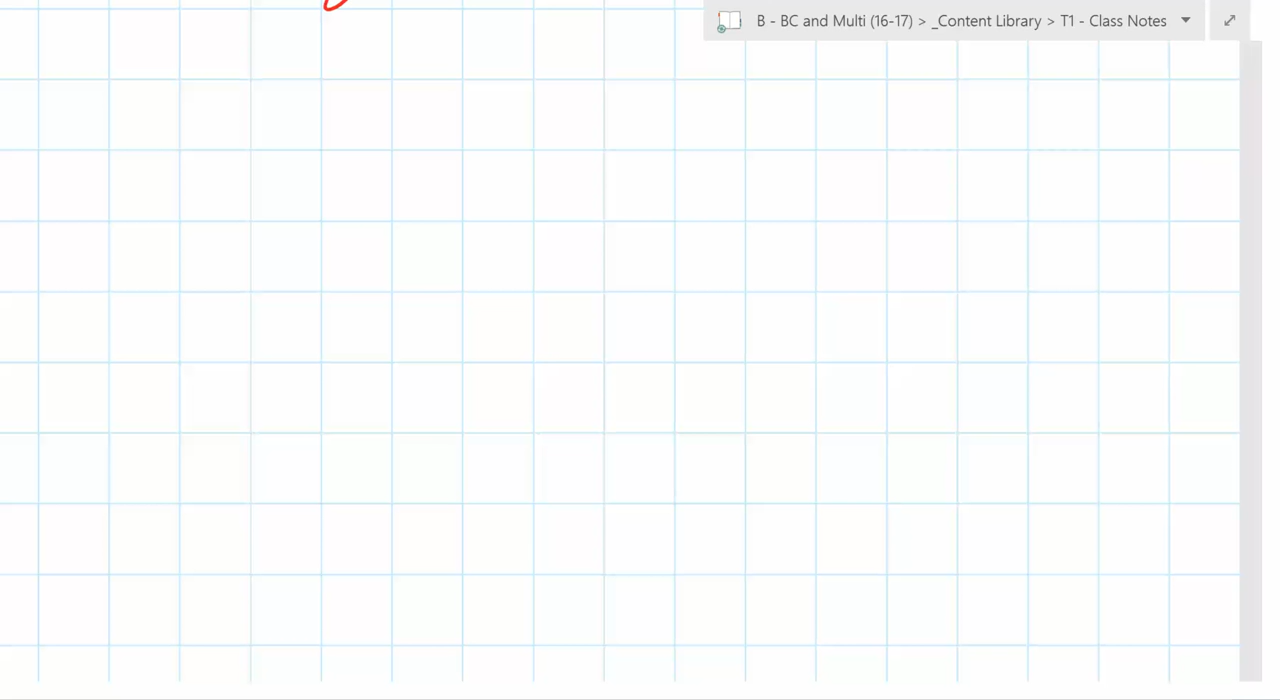 B - BC and Multi (16-17) > _Content Library > T1 - Class Notes